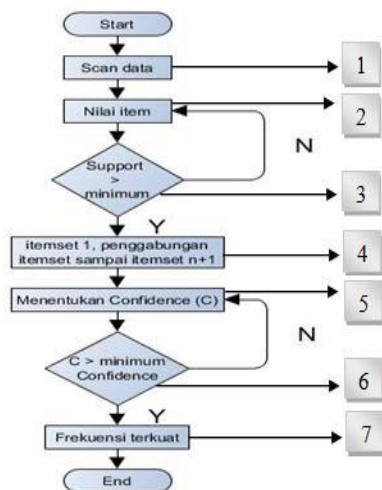 Start
Scan data
1
Nilai item
2
N
Support
>
minimum
3
Y
itemset 1, penggabungan
itemset sampai itemset n+1
4
Menentukan Confidence (C)
5
N
C > minimum
Confidence
6
Y
Frekuensi terkuat
7
End